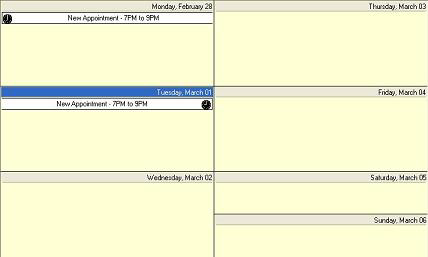 Monday, February 28
New Appointment - 7PM to 9PM
Tuesday, March 01
New Appointment - 7PM to 9PM
Wednesday, March 02
Thursday, March 03
Friday, March 04
Saturday, March 05
Sunday, March 06